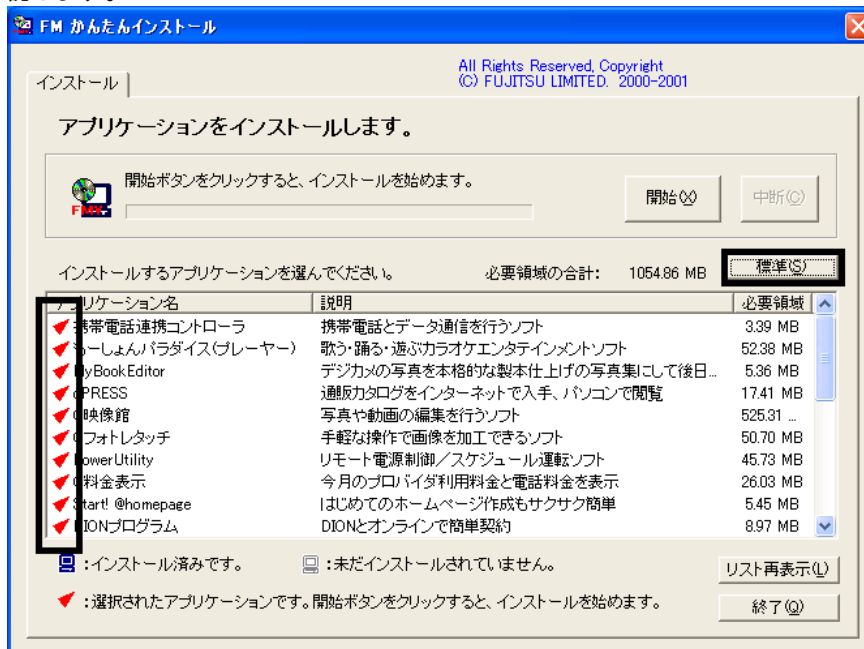 FM かんたんインストール
All Rights Reserved, Copyright
(C) FUJITSU LIMITED. 2000-2001
インストール
アプリケーションをインストールします。
開始ボタンをクリックすると、インストールを始めます。
開始(X)
中断(C)
FMV
インストールするアプリケーションを選んでください。 必要領域の合計: 1054.86 MB 標準(S)
プリケーション名 説明 必要領域
携帯電話連携コントローラ 携帯電話とデータ通信を行うソフト 3.39 MB
しょんパラダイス(プレーヤー) 歌う・踊る・遊ぶカラオケエンタテインメントソフト 52.38 MB
yBookEditor デジカメの写真を本格的な製本仕上げの写真集にして後日... 5.36 MB
PRESS 通販カタログをインターネットで入手、パソコンで閲覧 17.41 MB
映像館 写真や動画の編集を行うソフト 525.31 ...
フォトレタッチ 手軽な操作で画像を加工できるソフト 50.70 MB
owerUtility リモート電源制御/スケジュール運転ソフト 45.73 MB
料金表示 今月のプロバイダ利用料金と電話料金を表示 26.03 MB
tart! @homepage はじめてのホームページ作成もサクサク簡単 5.45 MB
IONプログラム DIONとオンラインで簡単契約 8.97 MB
:インストール済みです。 :未だインストールされていません。
リスト再表示(L)
:選択されたアプリケーションです。開始ボタンをクリックすると、インストールを始めます。
終了(Q)